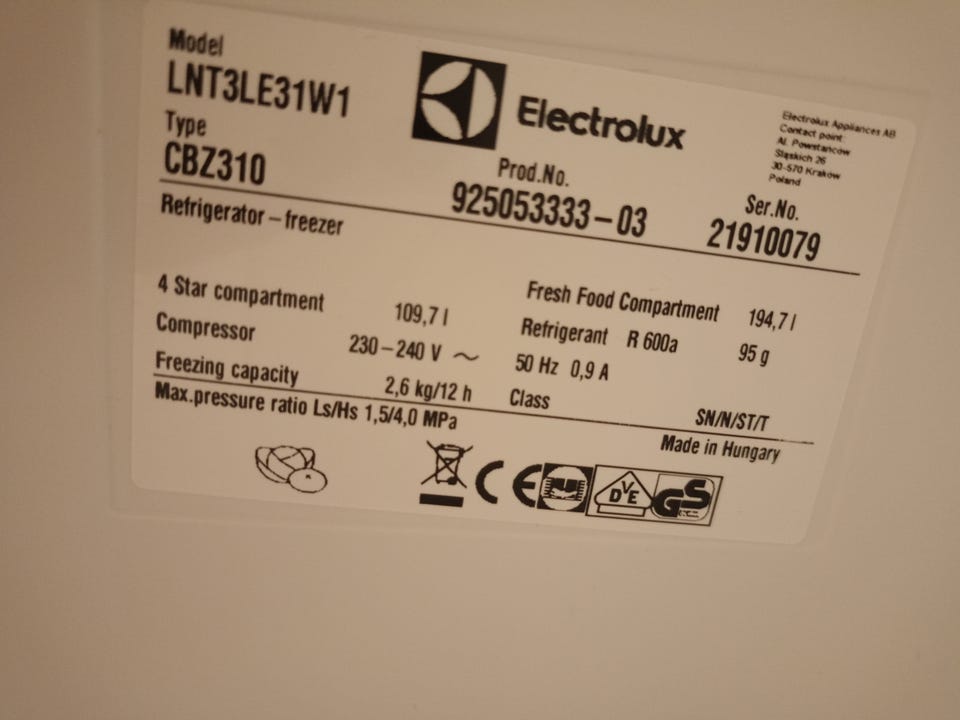 Model
LNT3LE31W1
Type
CBZ310
Electrolux
Electrolux Appliances AB
Contact point:
Al. Powstańców
Śląskich 26
30-570 Kraków
Poland
Prod.No.
925053333-03
Ser.No.
21910079
Refrigerator – freezer
4 Star compartment 109,7 l
Fresh Food Compartment 194,7 l
Compressor 230-240 V ~
Refrigerant R 600a 95 g
50 Hz 0,9 A
Freezing capacity 2,6 kg/12 h
Class SN/N/ST/T
Max.pressure ratio Ls/Hs 1,5/4,0 MPa
Made in Hungary
CE
DVE
GS